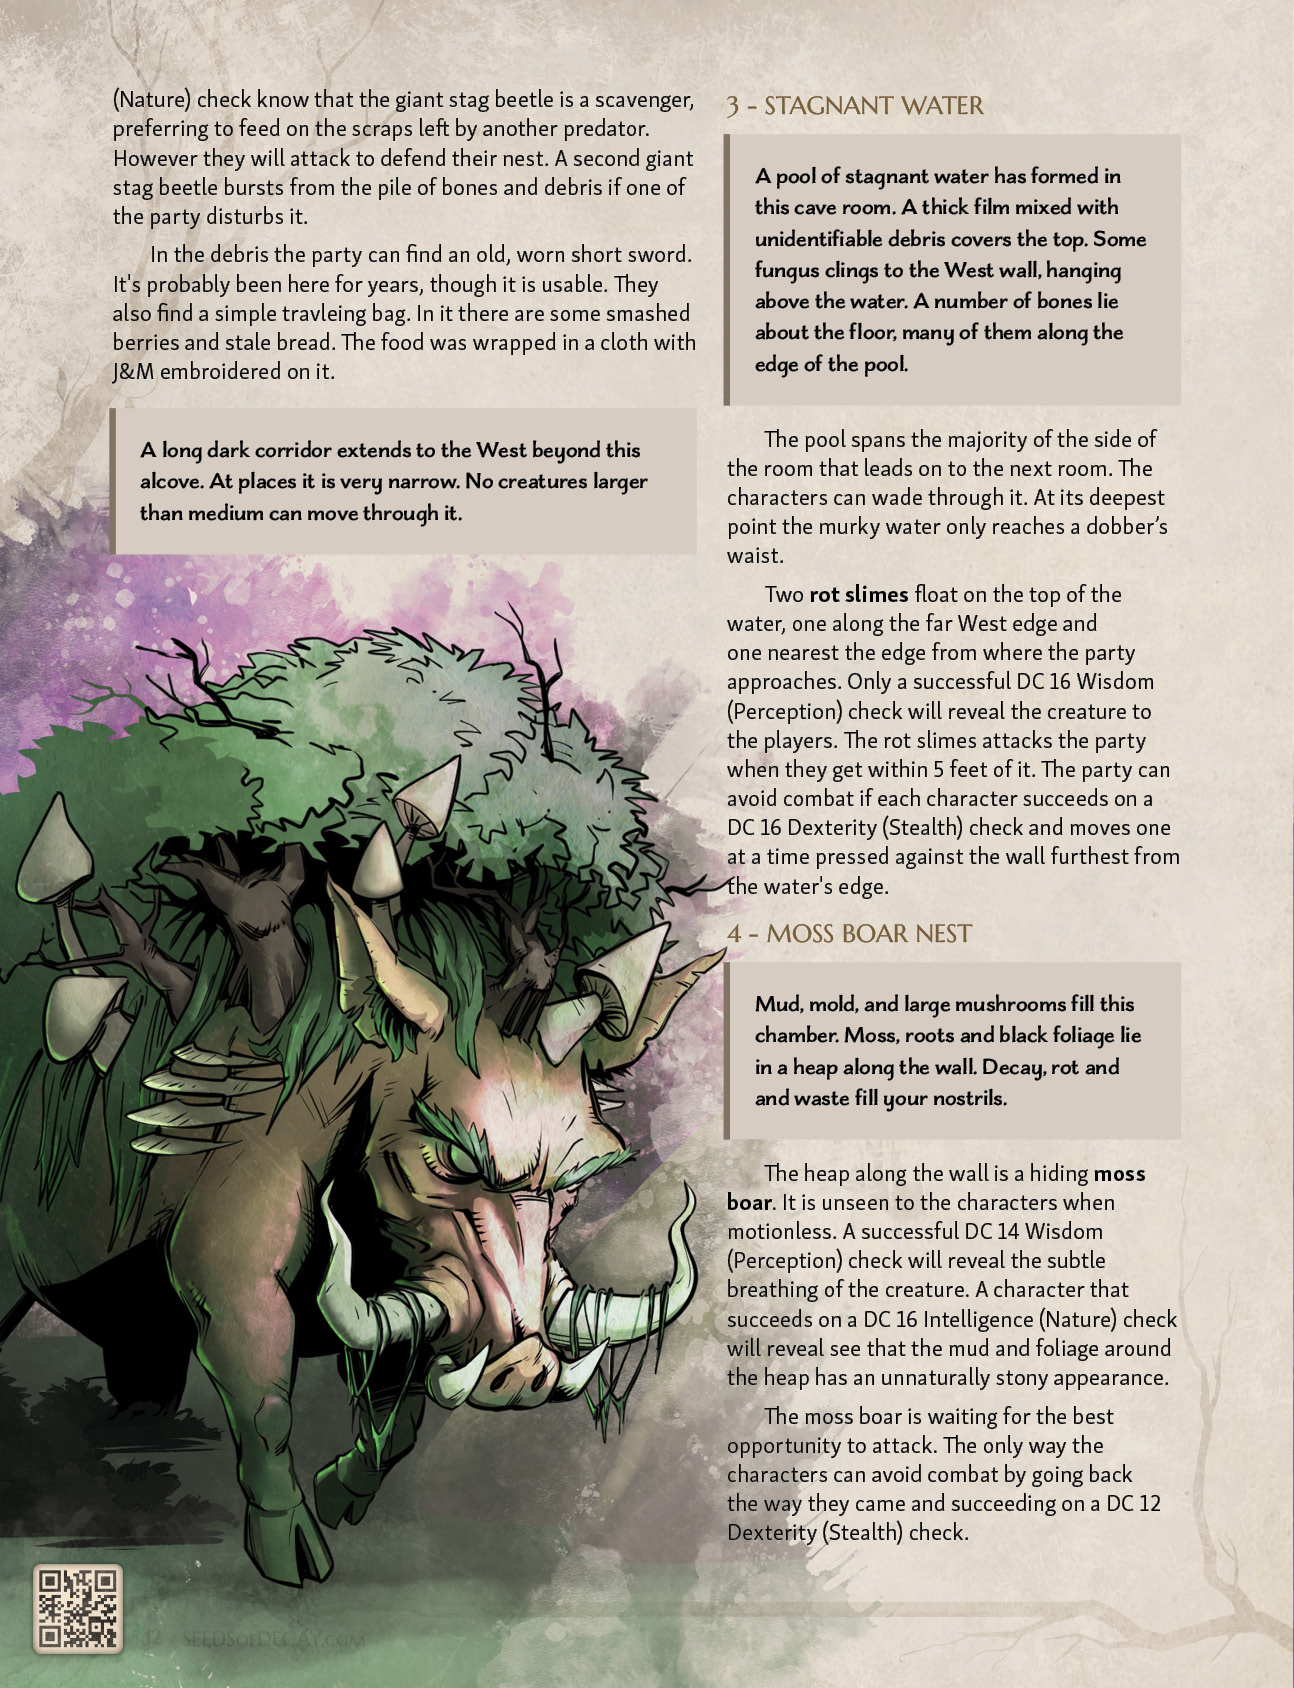 (Nature) check know that the giant stag beetle is a scavenger,
preferring to feed on the scraps left by another predator.
However they will attack to defend their nest. A second giant
stag beetle bursts from the pile of bones and debris if one of
the party disturbs it.
In the debris the party can find an old, worn short sword.
It's probably been here for years, though it is usable. They
also find a simple travleing bag. In it there are some smashed
berries and stale bread. The food was wrapped in a cloth with
J&M embroidered on it.
A long dark corridor extends to the West beyond this
alcove. At places it is very narrow. No creatures larger
than medium can move through it.
3 - STAGNANT WATER
A pool of stagnant water has formed in
this cave room. A thick film mixed with
unidentifiable debris covers the top. Some
fungus clings to the West wall, hanging
above the water. A number of bones lie
about the floor, many of them along the
edge of the pool.
The pool spans the majority of the side of
the room that leads on to the next room. The
characters can wade through it. At its deepest
point the murky water only reaches a dobber’s
waist.
Two rot slimes float on the top of the
water, one along the far West edge and
one nearest the edge from where the party
approaches. Only a successful DC 16 Wisdom
(Perception) check will reveal the creature to
the players. The rot slimes attacks the party
when they get within 5 feet of it. The party can
avoid combat if each character succeeds on a
DC 16 Dexterity (Stealth) check and moves one
at a time pressed against the wall furthest from
the water's edge.
4 - MOSS BOAR NEST
Mud, mold, and large mushrooms fill this
chamber. Moss, roots and black foliage lie
in a heap along the wall. Decay, rot and
and waste fill your nostrils.
The heap along the wall is a hiding moss
boar. It is unseen to the characters when
motionless. A successful DC 14 Wisdom
(Perception) check will reveal the subtle
breathing of the creature. A character that
succeeds on a DC 16 Intelligence (Nature) check
will reveal see that the mud and foliage around
the heap has an unnaturally stony appearance.
The moss boar is waiting for the best
opportunity to attack. The only way the
characters can avoid combat by going back
the way they came and succeeding on a DC 12
Dexterity (Stealth) check.
12 SEEDSofDECAY.com